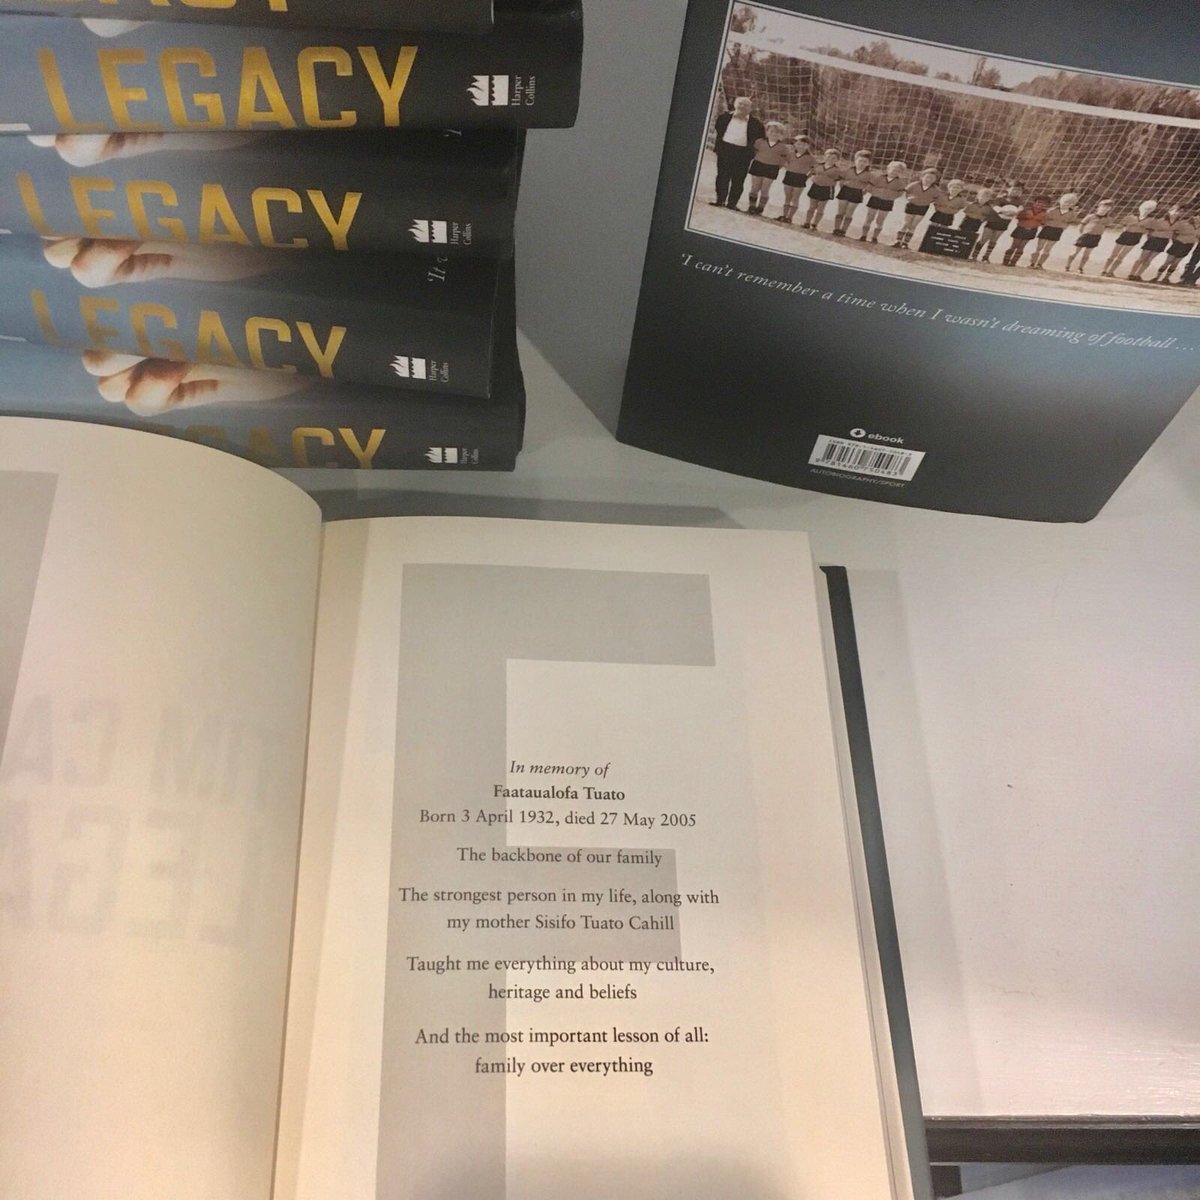 LEGACY
Harper
Collins
LEGACY
Harper
Collins
'It
LEGACY
Harper
Collins
LEGACY
Harper
Collins
'I can't remember a time when I wasn't dreaming of football ...
ebook
AUTOBIOGRAPHY/SPORT
In memory of
Faataualofa Tuato
Born 3 April 1932, died 27 May 2005
The backbone of our family
The strongest person in my life, along with
my mother Sisifo Tuato Cahill
Taught me everything about my culture,
heritage and beliefs
And the most important lesson of all:
family over everything